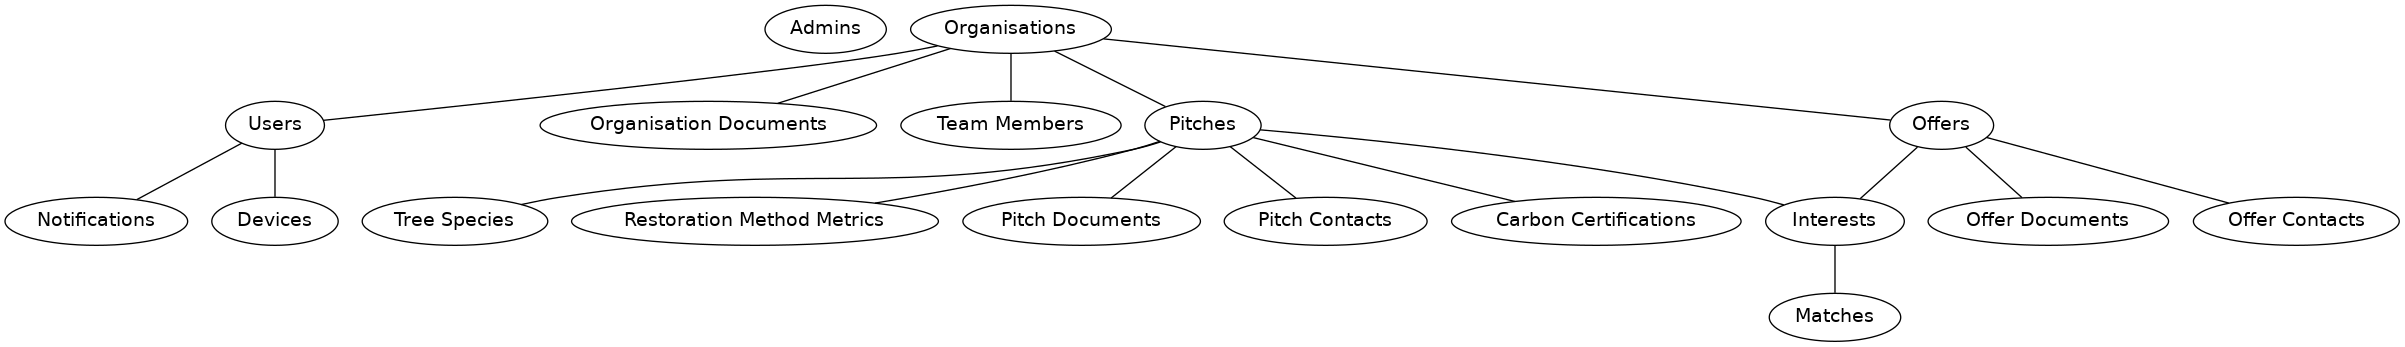 Admins
Organisations
Users
Organisation Documents
Team Members
Pitches
Offers
Notifications
Devices
Tree Species
Restoration Method Metrics
Pitch Documents
Pitch Contacts
Carbon Certifications
Interests
Offer Documents
Offer Contacts
Matches